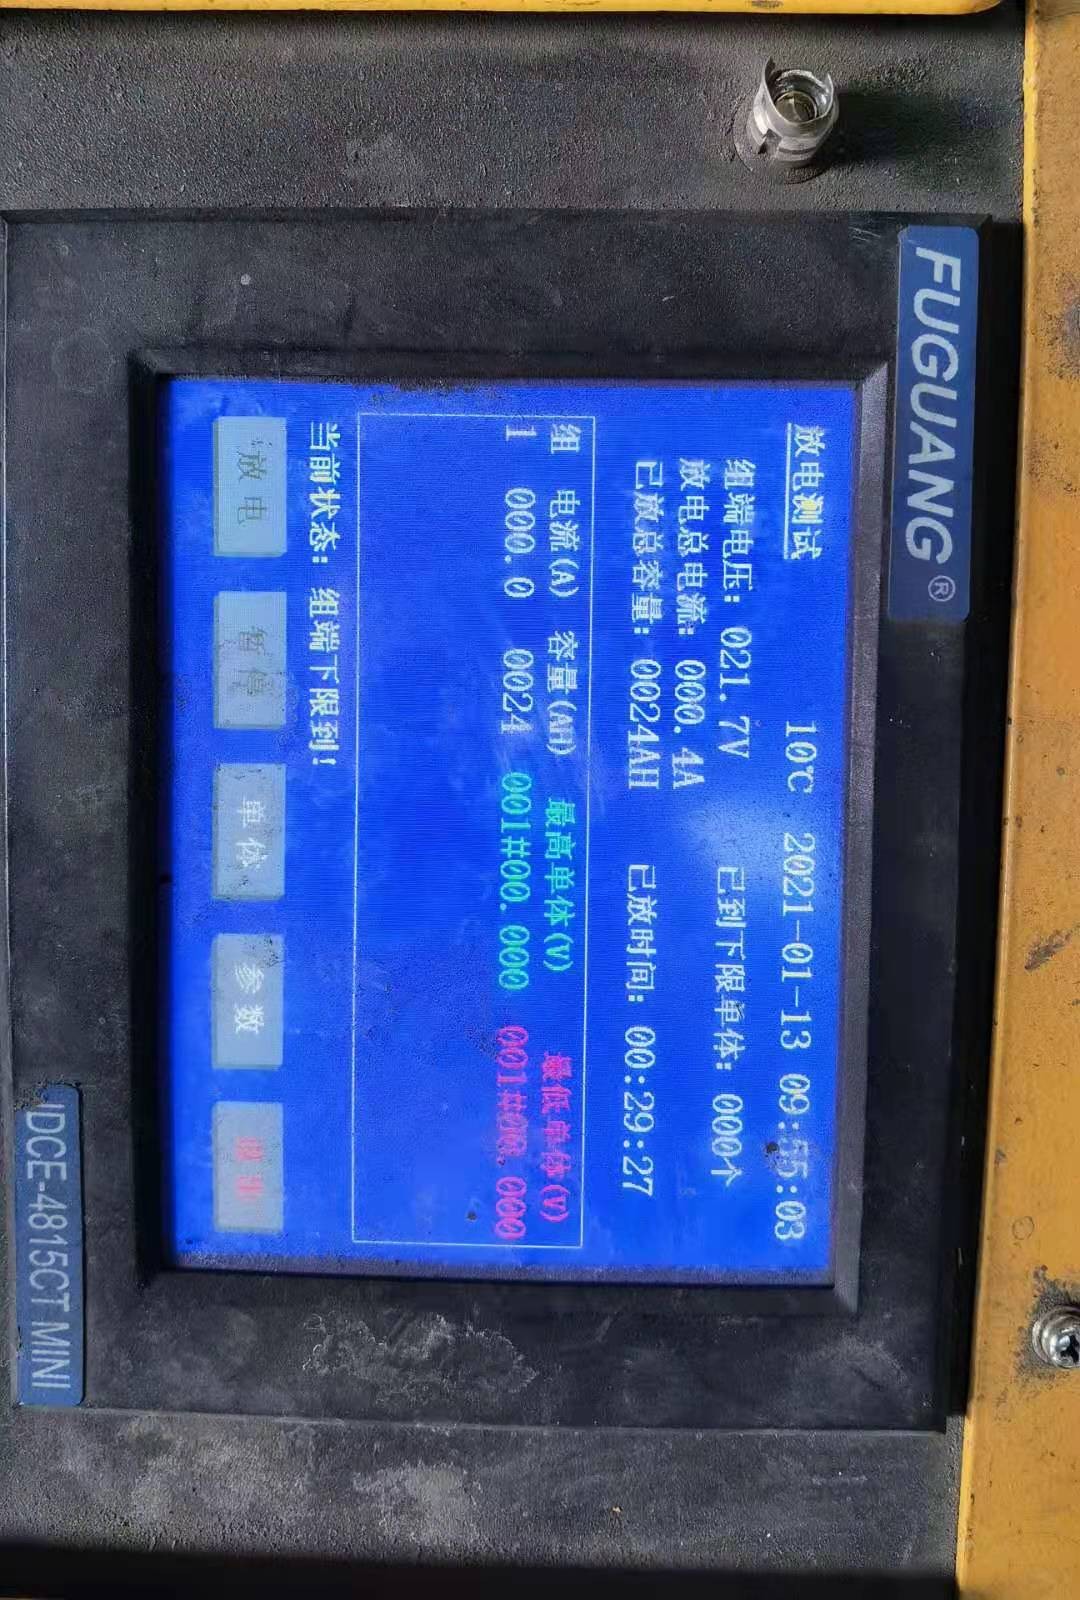 FUGUANG®
放电测试 10℃ 2021-01-13 09:55:03
组端电压: 021.7V 已到下限单体: 000个
放电总电流: 000.4A
已放总容量: 0024AH 已放时间: 00:29:27
组 电流(A) 容量(AH) 最高单体(V) 最低单体(V)
1 000.0 0024 001#00.000 001#00.000
当前状态: 组端下限到!
放电 暂停 单体 参数
IDCE-4815CT MINI